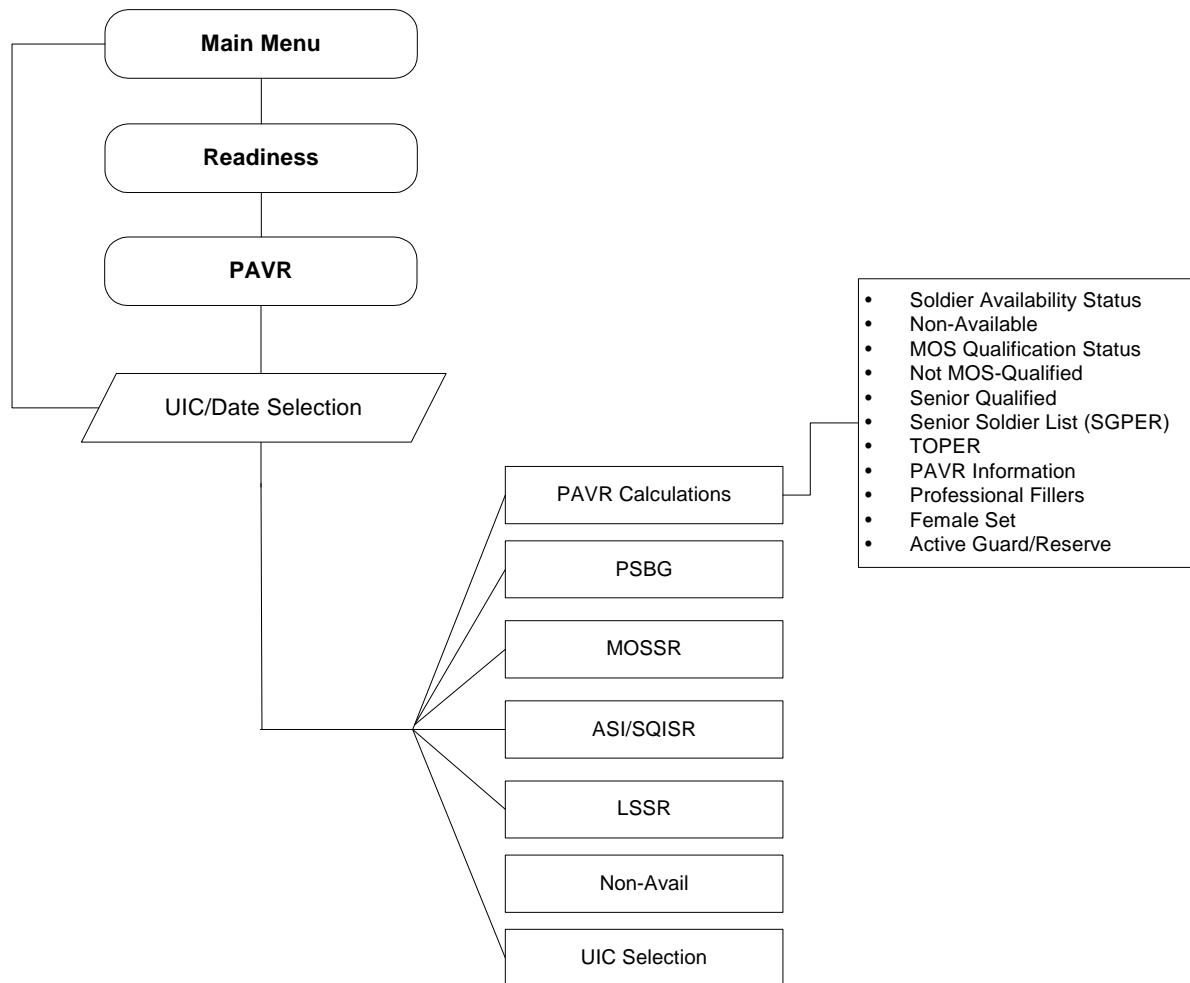 Main Menu
Readiness
PAVR
UIC/Date Selection
PAVR Calculations
PSBG
MOSSR
ASI/SQISR
LSSR
Non-Avail
UIC Selection
• Soldier Availability Status
• Non-Available
• MOS Qualification Status
• Not MOS-Qualified
• Senior Qualified
• Senior Soldier List (SGPER)
• TOPER
• PAVR Information
• Professional Fillers
• Female Set
• Active Guard/Reserve